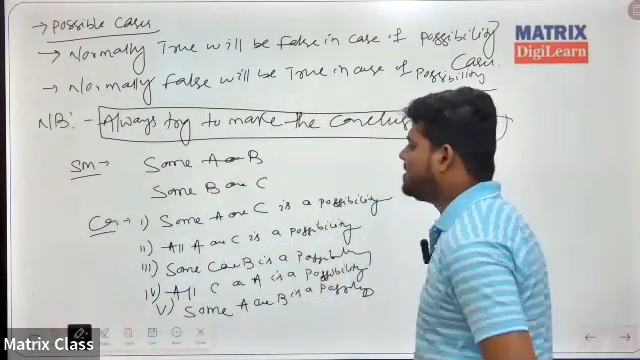 → Possible Cases
MATRIX
DigiLearn
→ Normally True will be false in case of possibility
Cases.
→ Normally false will be True in case of possibility
NB: - Always try to make the
SM → Some A are B
Some B are C
Con → i) Some A are C is a possibility
ii) All A are C is a possibility
iii) Some C are B is a possibility
iv) All C are A is a possibility
v) Some A are B is a
Matrix Class